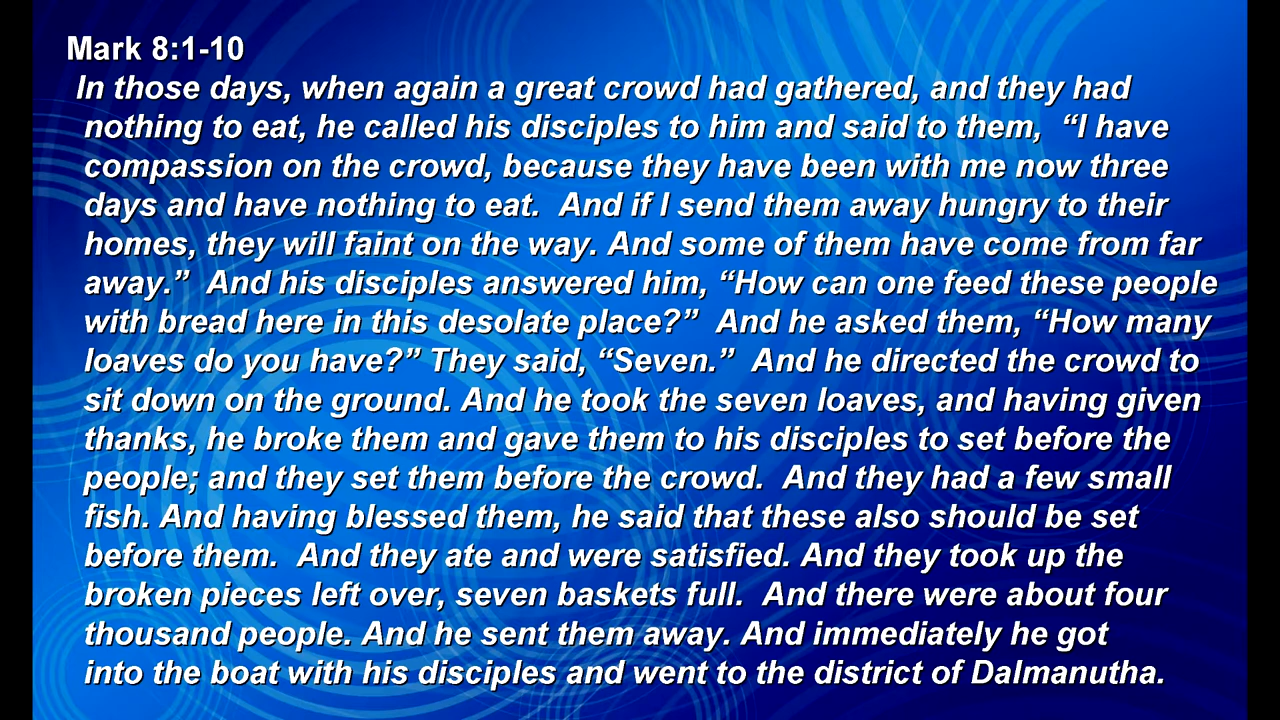 Mark 8:1-10
In those days, when again a great crowd had gathered, and they had
nothing to eat, he called his disciples to him and said to them, “I have
compassion on the crowd, because they have been with me now three
days and have nothing to eat. And if I send them away hungry to their
homes, they will faint on the way. And some of them have come from far
away.” And his disciples answered him, “How can one feed these people
with bread here in this desolate place?” And he asked them, “How many
loaves do you have?” They said, “Seven.” And he directed the crowd to
sit down on the ground. And he took the seven loaves, and having given
thanks, he broke them and gave them to his disciples to set before the
people; and they set them before the crowd. And they had a few small
fish. And having blessed them, he said that these also should be set
before them. And they ate and were satisfied. And they took up the
broken pieces left over, seven baskets full. And there were about four
thousand people. And he sent them away. And immediately he got
into the boat with his disciples and went to the district of Dalmanutha.